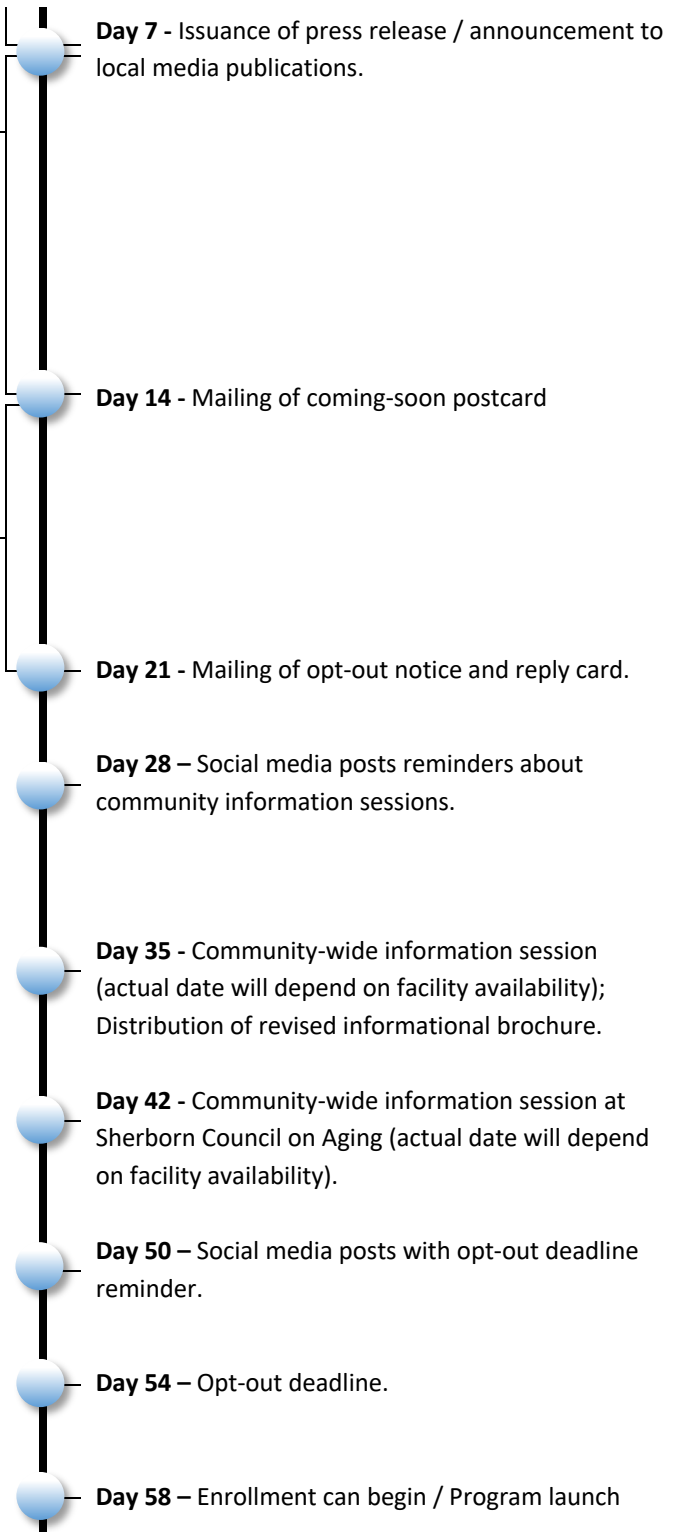 Day 7 - Issuance of press release / announcement to
local media publications.
Day 14 - Mailing of coming-soon postcard
Day 21 - Mailing of opt-out notice and reply card.
Day 28 – Social media posts reminders about
community information sessions.
Day 35 - Community-wide information session
(actual date will depend on facility availability);
Distribution of revised informational brochure.
Day 42 - Community-wide information session at
Sherborn Council on Aging (actual date will depend
on facility availability).
Day 50 – Social media posts with opt-out deadline
reminder.
Day 54 – Opt-out deadline.
Day 58 – Enrollment can begin / Program launch